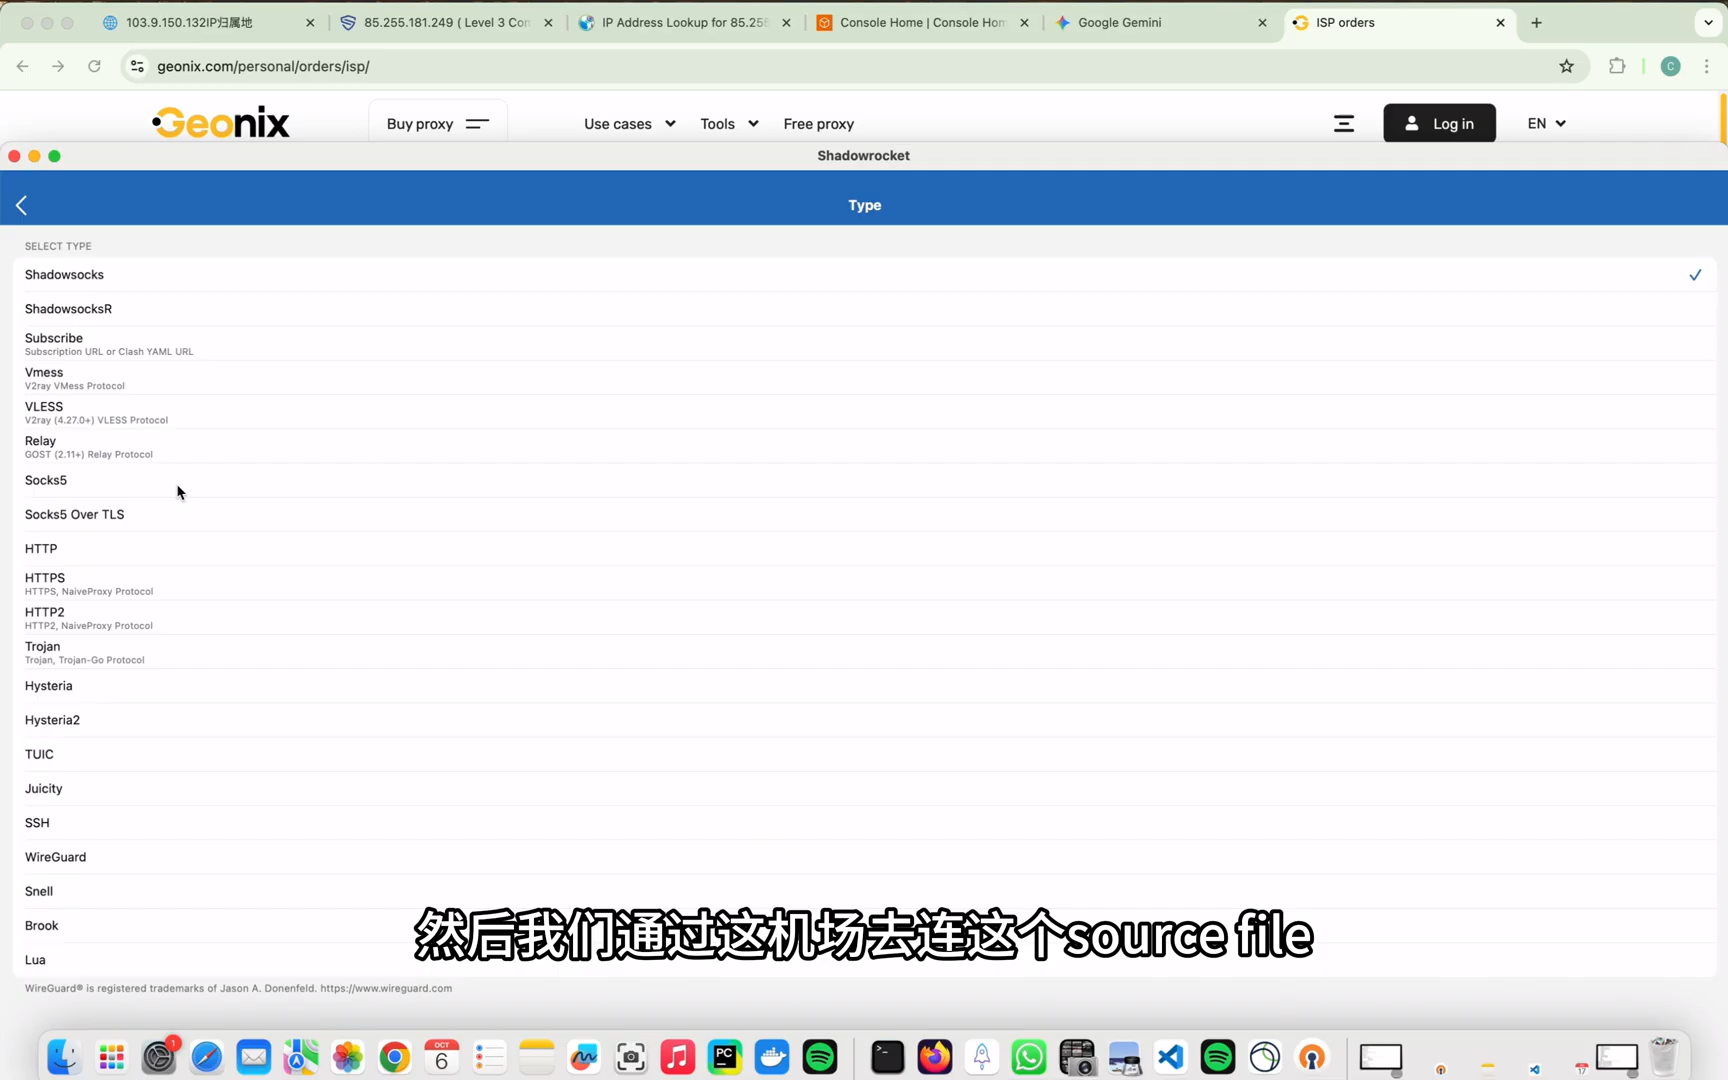 103.9.150.132IP归属地
85.255.181.249 ( Level 3 Con
IP Address Lookup for 85.255
Console Home | Console Hom
Google Gemini
ISP orders
geonix.com/personal/orders/isp/
C
Geonix
Buy proxy
Use cases
Tools
Free proxy
Log in
EN
Shadowrocket
Type
SELECT TYPE
Shadowsocks
ShadowsocksR
Subscribe
Subscription URL or Clash YAML URL
Vmess
V2ray VMess Protocol
VLESS
V2ray (4.27.0+) VLESS Protocol
Relay
GOST (2.11+) Relay Protocol
Socks5
Socks5 Over TLS
HTTP
HTTPS
HTTPS, NaiveProxy Protocol
HTTP2
HTTP2, NaiveProxy Protocol
Trojan
Trojan, Trojan-Go Protocol
Hysteria
Hysteria2
TUIC
Juicity
SSH
WireGuard
Snell
Brook
Lua
然后我们通过这机场去连这个source file
WireGuard® is registered trademarks of Jason A. Donenfeld. https://www.wireguard.com
1
OCT
6
PC
17